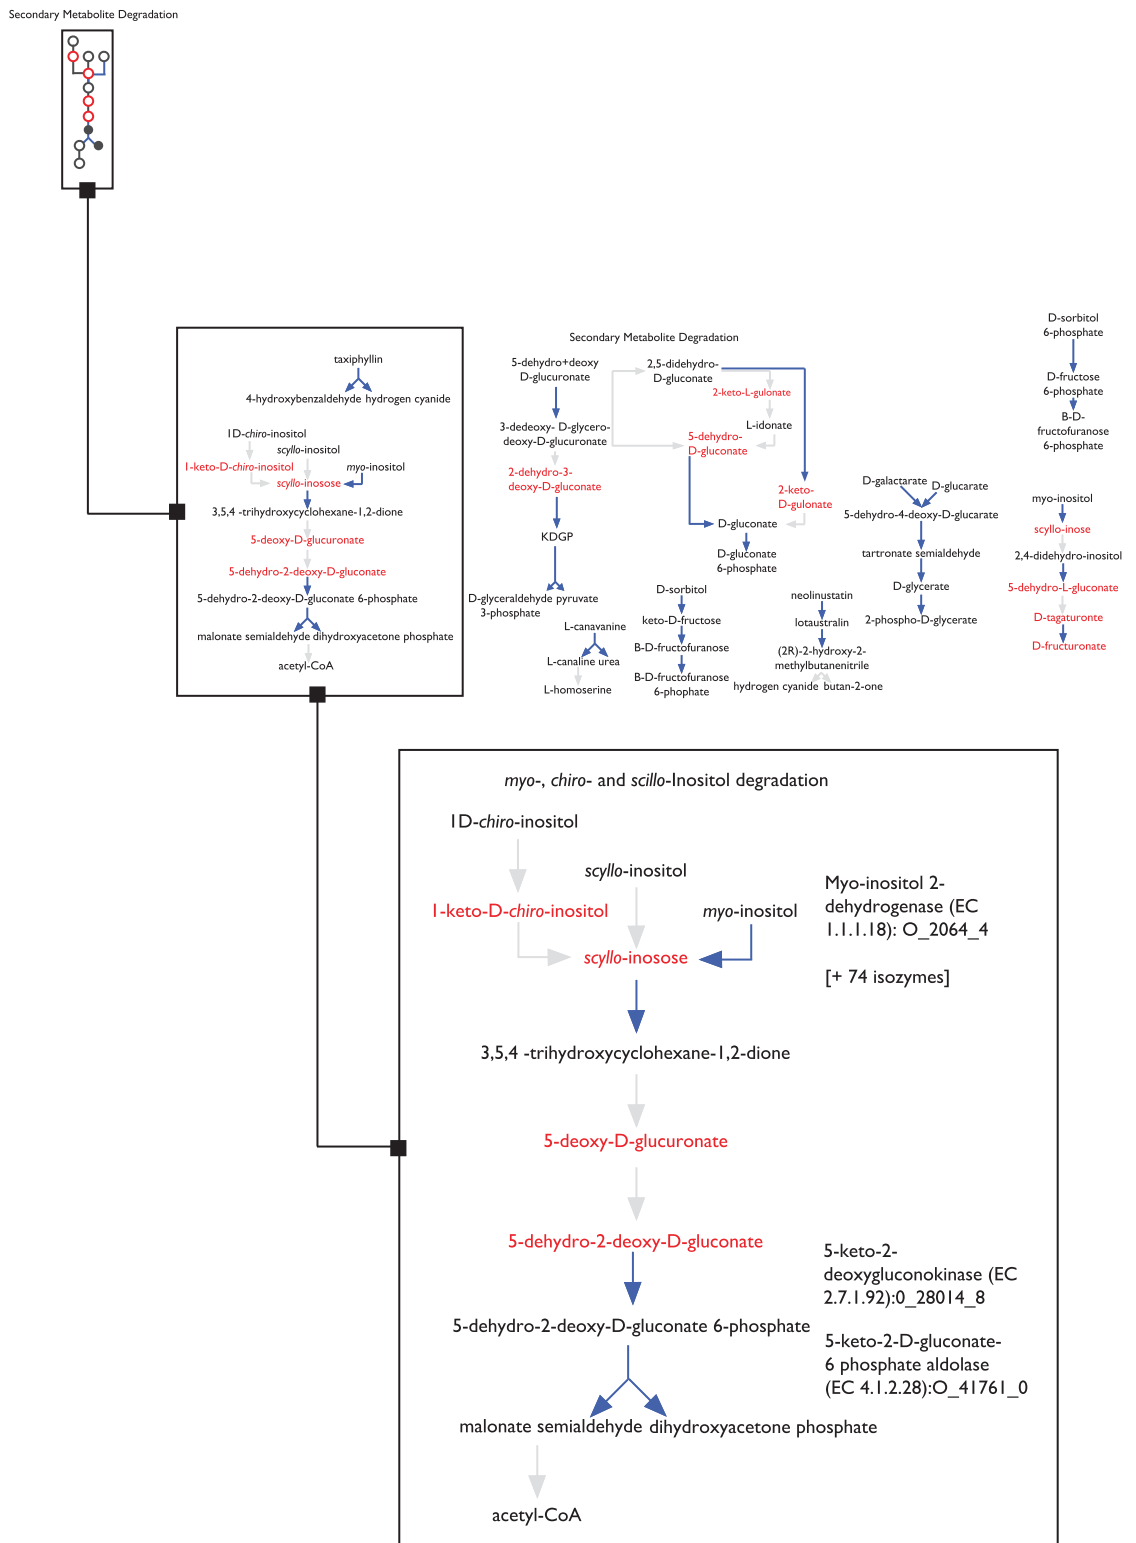 Secondary Metabolite Degradation
taxiphyllin
4-hydroxybenzaldehyde hydrogen cyanide
1D-chiro-inositol
scyllo-inositol
1-keto-D-chiro-inositol
myo-inositol
scyllo-inosose
3,5,4 -trihydroxycyclohexane-1,2-dione
5-deoxy-D-glucuronate
5-dehydro-2-deoxy-D-gluconate
5-dehydro-2-deoxy-D-gluconate 6-phosphate
malonate semialdehyde dihydroxyacetone phosphate
acetyl-CoA
Secondary Metabolite Degradation
5-dehydro+deoxy
D-glucuronate
3-dedeoxy- D-glycero-
deoxy-D-glucuronate
2-dehydro-3-
deoxy-D-gluconate
KDGP
D-glyceraldehyde pyruvate
3-phosphate
2,5-didehydro-
D-gluconate
2-keto-L-gulonate
L-idonate
5-dehydro-
D-gluconate
2-keto-
D-gulonate
D-gluconate
D-gluconate
6-phosphate
L-canavanine
L-canaline urea
L-homoserine
D-sorbitol
keto-D-fructose
B-D-fructofuranose
B-D-fructofuranose
6-phophate
neolinustatin
lotaustralin
(2R)-2-hydroxy-2-
methylbutanenitrile
hydrogen cyanide butan-2-one
D-galactarate
D-glucarate
5-dehydro-4-deoxy-D-glucarate
tartronate semialdehyde
D-glycerate
2-phospho-D-glycerate
D-sorbitol
6-phosphate
D-fructose
6-phosphate
B-D-
fructofuranose
6-phosphate
myo-inositol
scyllo-inose
2,4-didehydro-inositol
5-dehydro-L-gluconate
D-tagaturonte
D-fructuronate
myo-, chiro- and scillo-Inositol degradation
1D-chiro-inositol
scyllo-inositol
1-keto-D-chiro-inositol
myo-inositol
scyllo-inosose
3,5,4 -trihydroxycyclohexane-1,2-dione
5-deoxy-D-glucuronate
5-dehydro-2-deoxy-D-gluconate
5-dehydro-2-deoxy-D-gluconate 6-phosphate
malonate semialdehyde dihydroxyacetone phosphate
acetyl-CoA
Myo-inositol 2-
dehydrogenase (EC
1.1.1.18): O_2064_4
[+ 74 isozymes]
5-keto-2-
deoxygluconokinase (EC
2.7.1.92):0_28014_8
5-keto-2-D-gluconate-
6 phosphate aldolase
(EC 4.1.2.28):O_41761_0